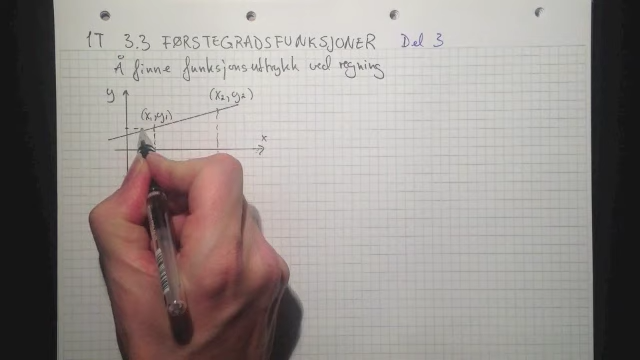 1T 3.3 FØRSTEGRADSFUNKSJONER Del 3
Å finne funksjonsuttrykk ved regning
y
(x₂, y₂)
(x₁, y₁)
x